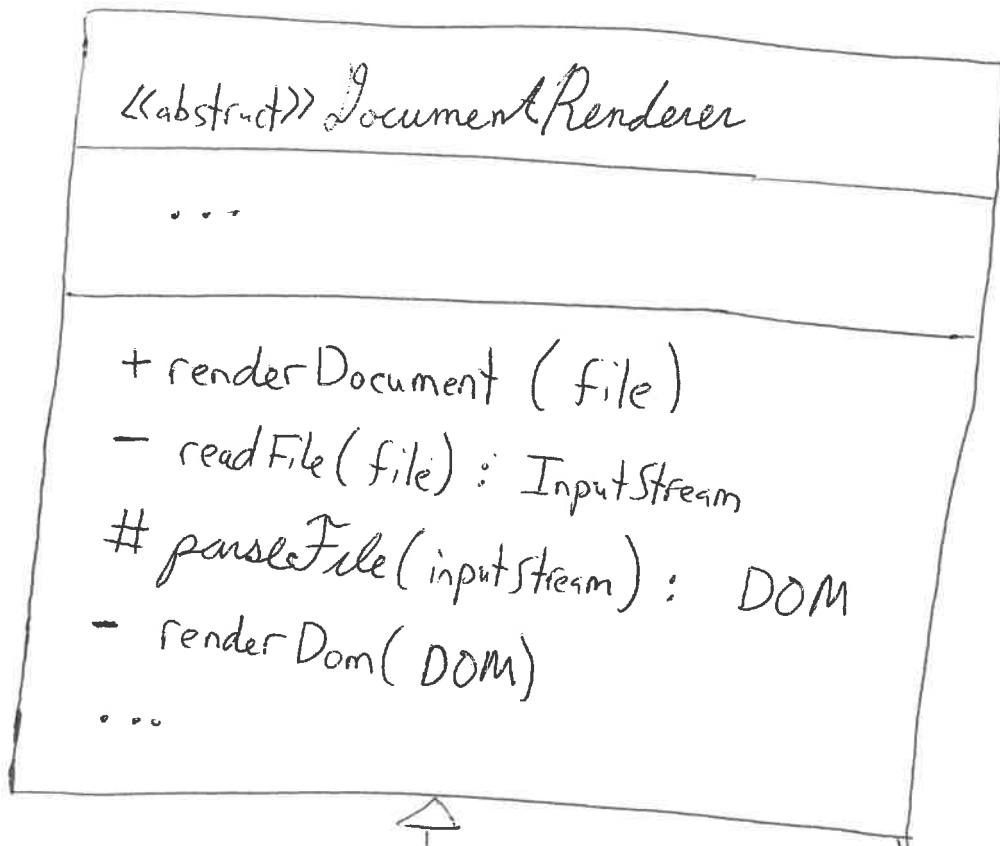 «abstract» DocumentRenderer
...
+ renderDocument (file)
- readFile(file) : InputStream
# parseFile(inputStream) : DOM
- renderDom(DOM)
...